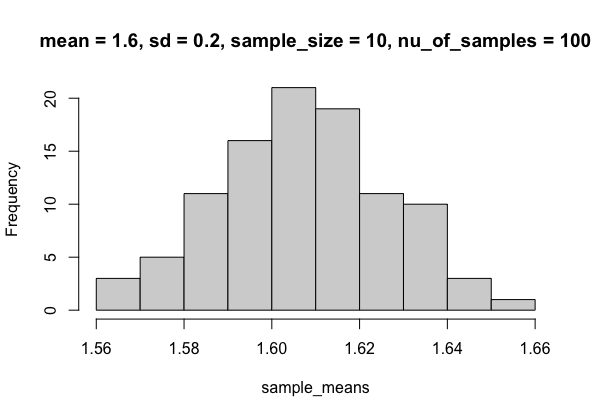 mean = 1.6, sd = 0.2, sample_size = 10, nu_of_samples = 100
Frequency
20
15
10
5
0
1.56 1.58 1.60 1.62 1.64 1.66
sample_means